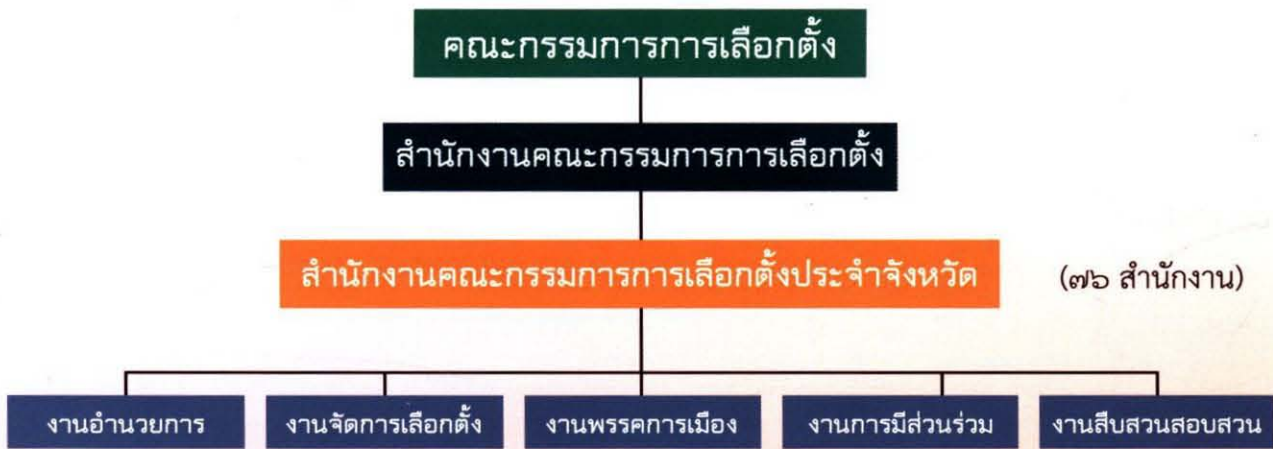 คณะกรรมการการเลือกตั้ง
สำนักงานคณะกรรมการการเลือกตั้ง
สำนักงานคณะกรรมการการเลือกตั้งประจำจังหวัด
(๗๖ สำนักงาน)
งานอำนวยการ
งานจัดการเลือกตั้ง
งานพรรคการเมือง
งานการมีส่วนร่วม
งานสืบสวนสอบสวน